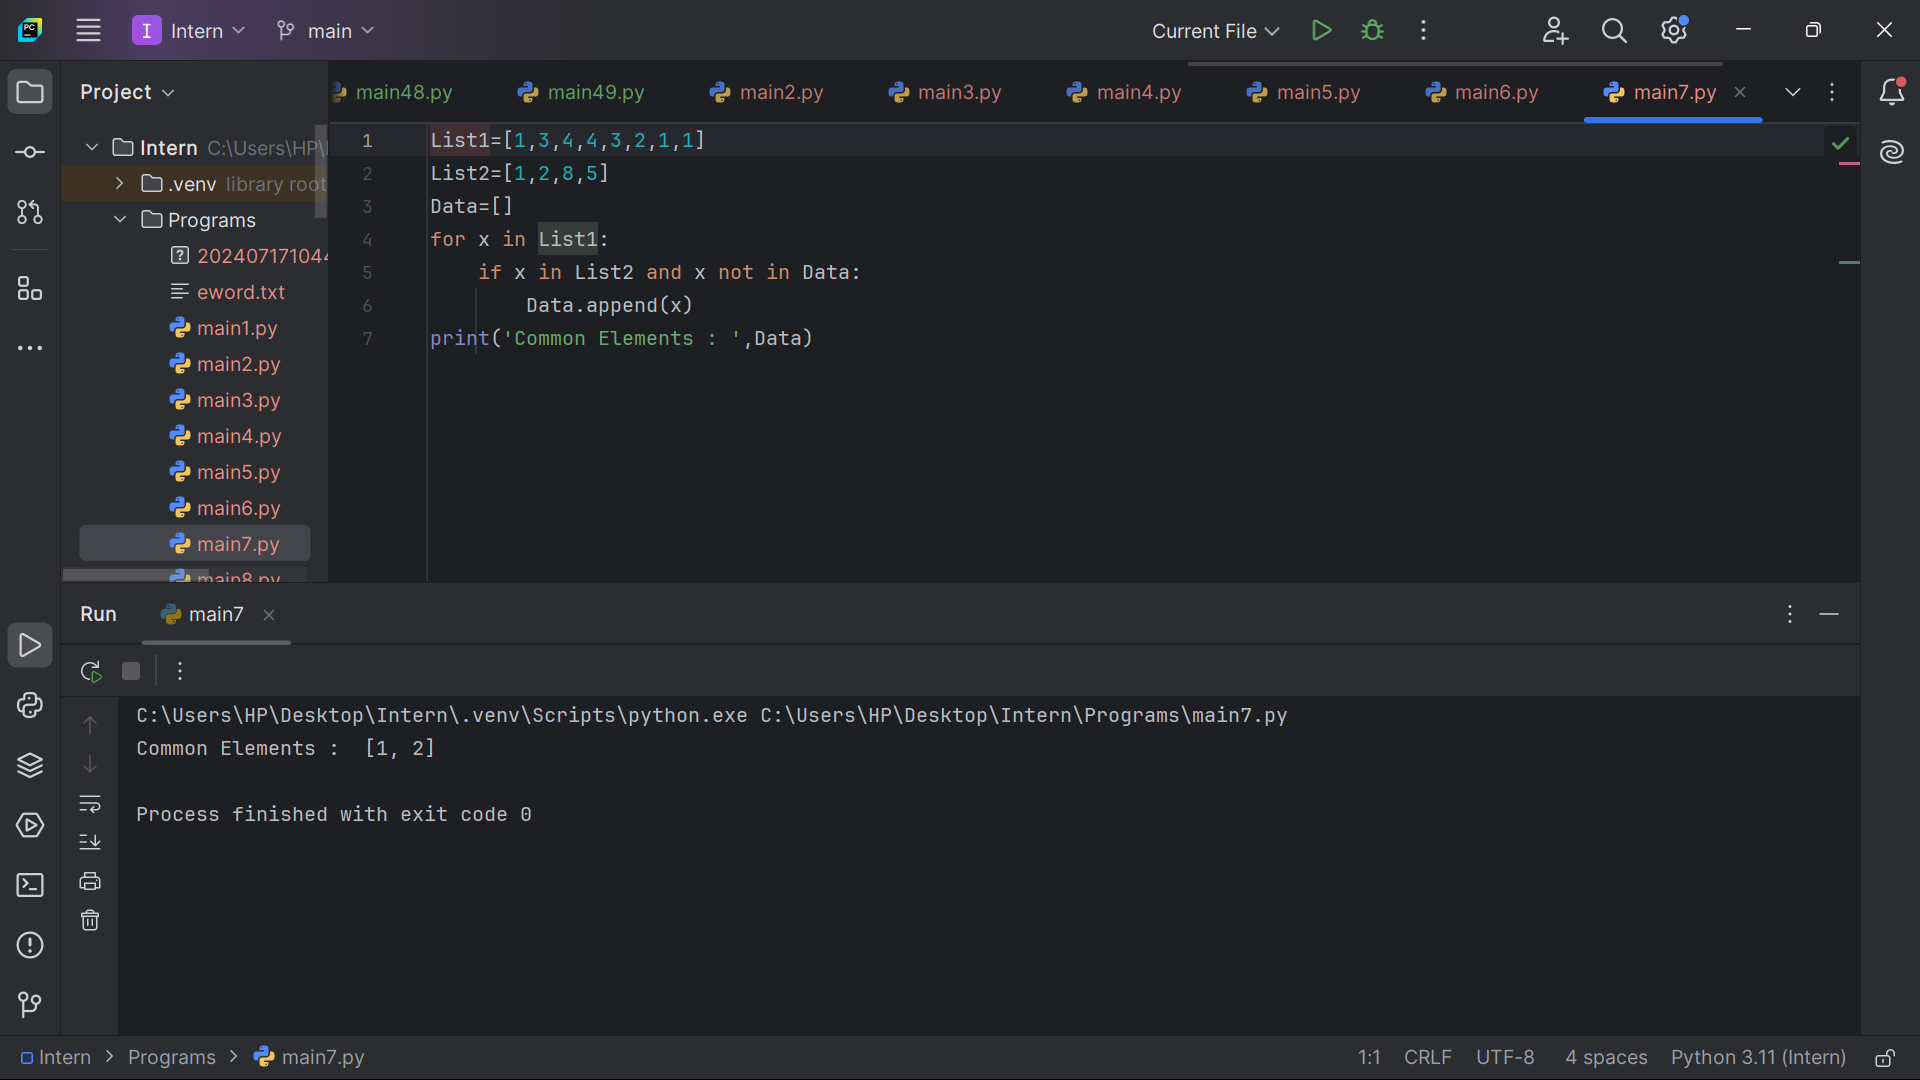 PC
I Intern main Current File
Project
main48.py main49.py main2.py main3.py main4.py main5.py main6.py main7.py
Intern C:\Users\HP\
.venv library root
Programs
202407171044
eword.txt
main1.py
main2.py
main3.py
main4.py
main5.py
main6.py
main7.py
main8.py
1 List1=[1,3,4,4,3,2,1,1]
2 List2=[1,2,8,5]
3 Data=[]
4 for x in List1:
5     if x in List2 and x not in Data:
6         Data.append(x)
7 print('Common Elements : ',Data)
Run main7
C:\Users\HP\Desktop\Intern\.venv\Scripts\python.exe C:\Users\HP\Desktop\Intern\Programs\main7.py
Common Elements :  [1, 2]
Process finished with exit code 0
Intern > Programs > main7.py 1:1 CRLF UTF-8 4 spaces Python 3.11 (Intern)